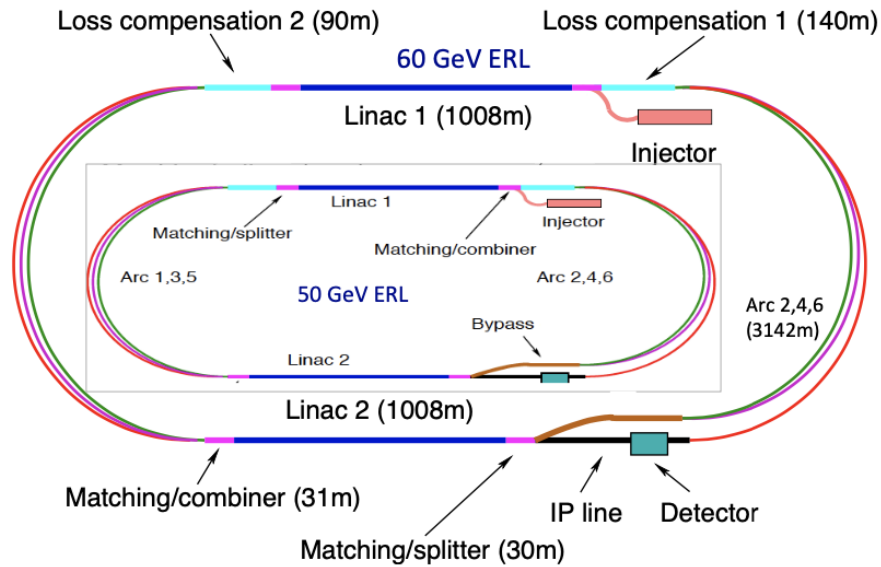 Loss compensation 2 (90m)
Loss compensation 1 (140m)
60 GeV ERL
Linac 1 (1008m)
Injector
Linac 1
Injector
Matching/splitter
Matching/combiner
Arc 1,3,5
Arc 2,4,6
50 GeV ERL
Bypass
Arc 2,4,6
(3142m)
Linac 2
Linac 2 (1008m)
Matching/combiner (31m)
IP line
Detector
Matching/splitter (30m)